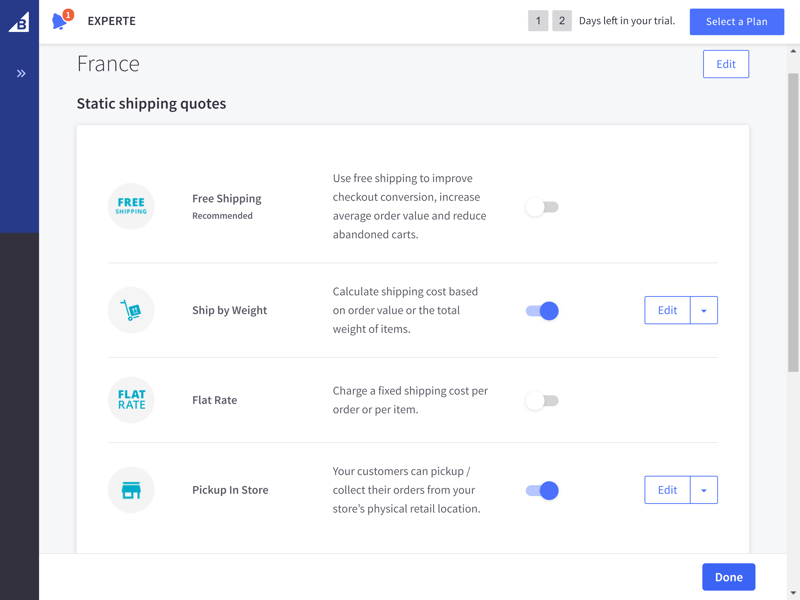 B
1
EXPERTE
1 2 Days left in your trial.
Select a Plan
France
Edit
Static shipping quotes
FREE
SHIPPING
Free Shipping
Recommended
Use free shipping to improve
checkout conversion, increase
average order value and reduce
abandoned carts.
Ship by Weight
Calculate shipping cost based
on order value or the total
weight of items.
Edit
FLAT
RATE
Flat Rate
Charge a fixed shipping cost per
order or per item.
Pickup In Store
Your customers can pickup /
collect their orders from your
store's physical retail location.
Edit
Done